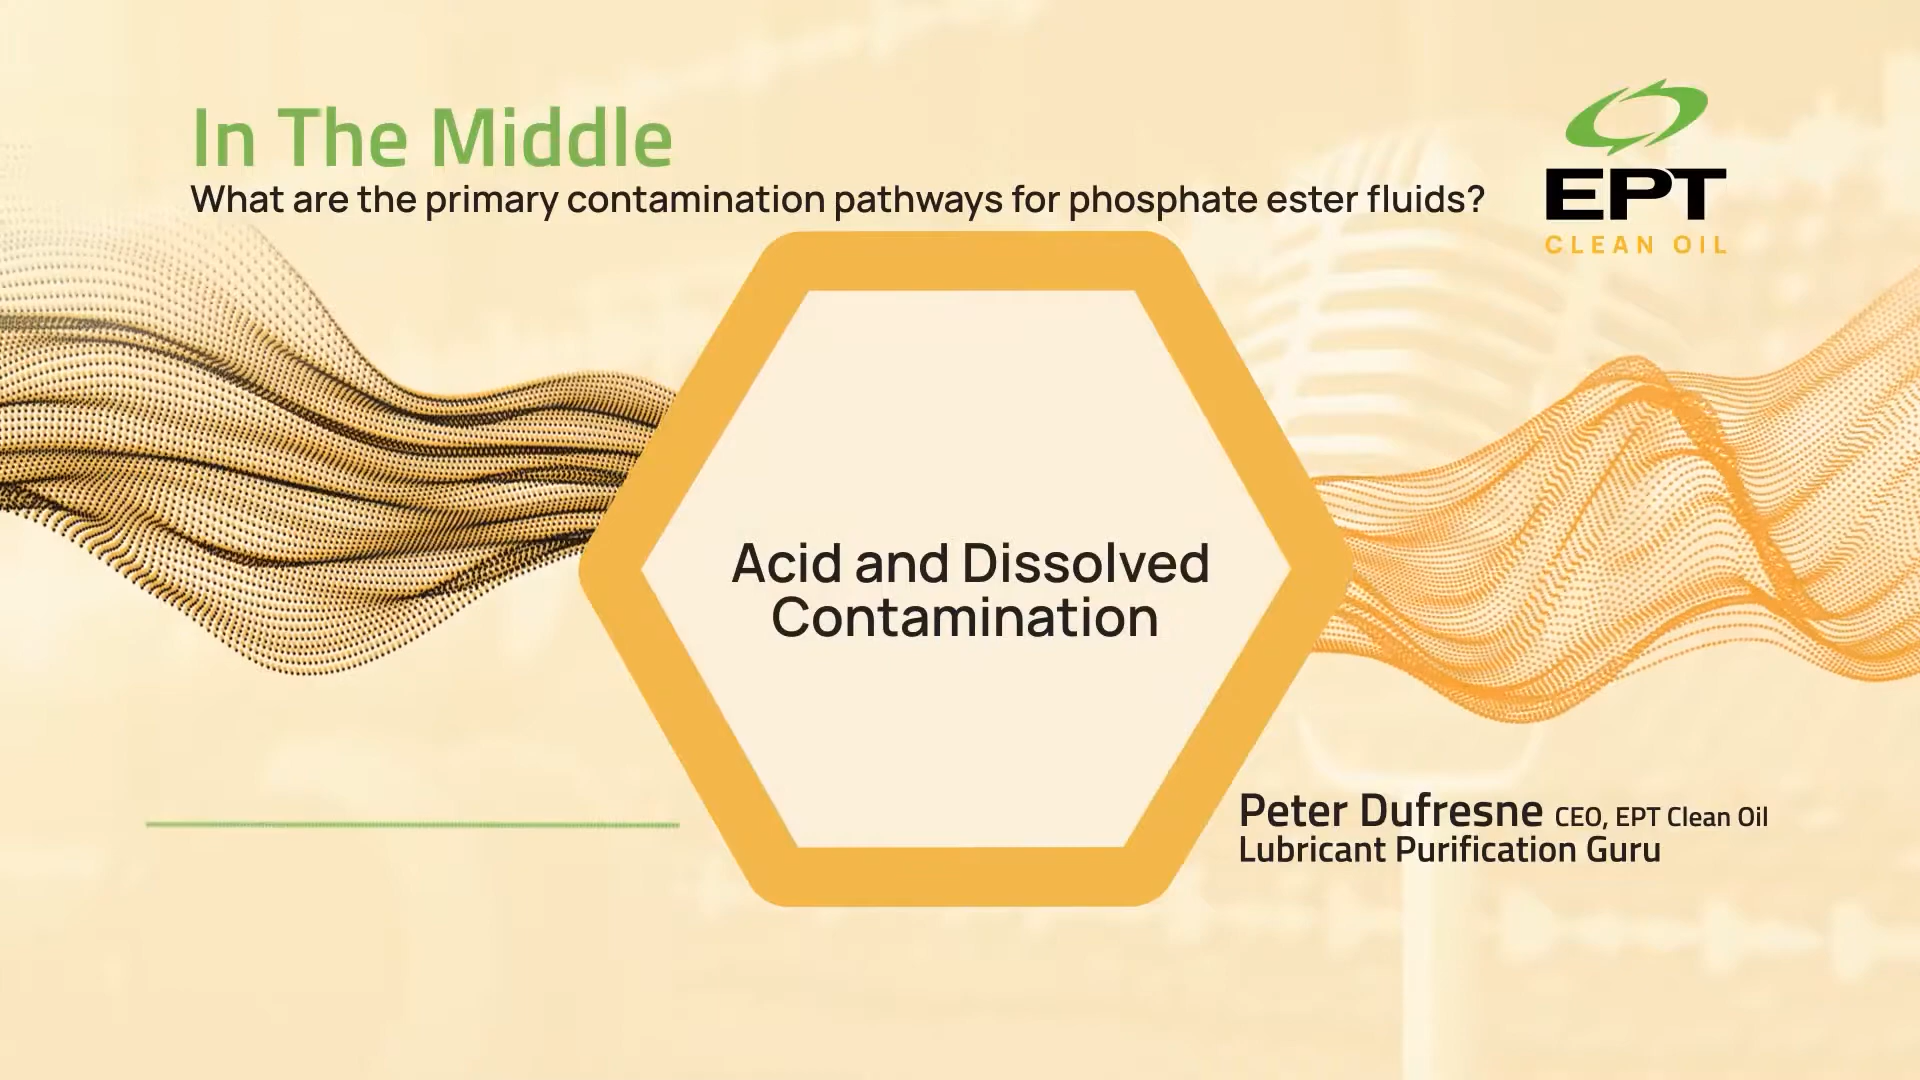 In The Middle
What are the primary contamination pathways for phosphate ester fluids?
EPT
CLEAN OIL
Acid and Dissolved
Contamination
Peter Dufresne CEO, EPT Clean Oil
Lubricant Purification Guru